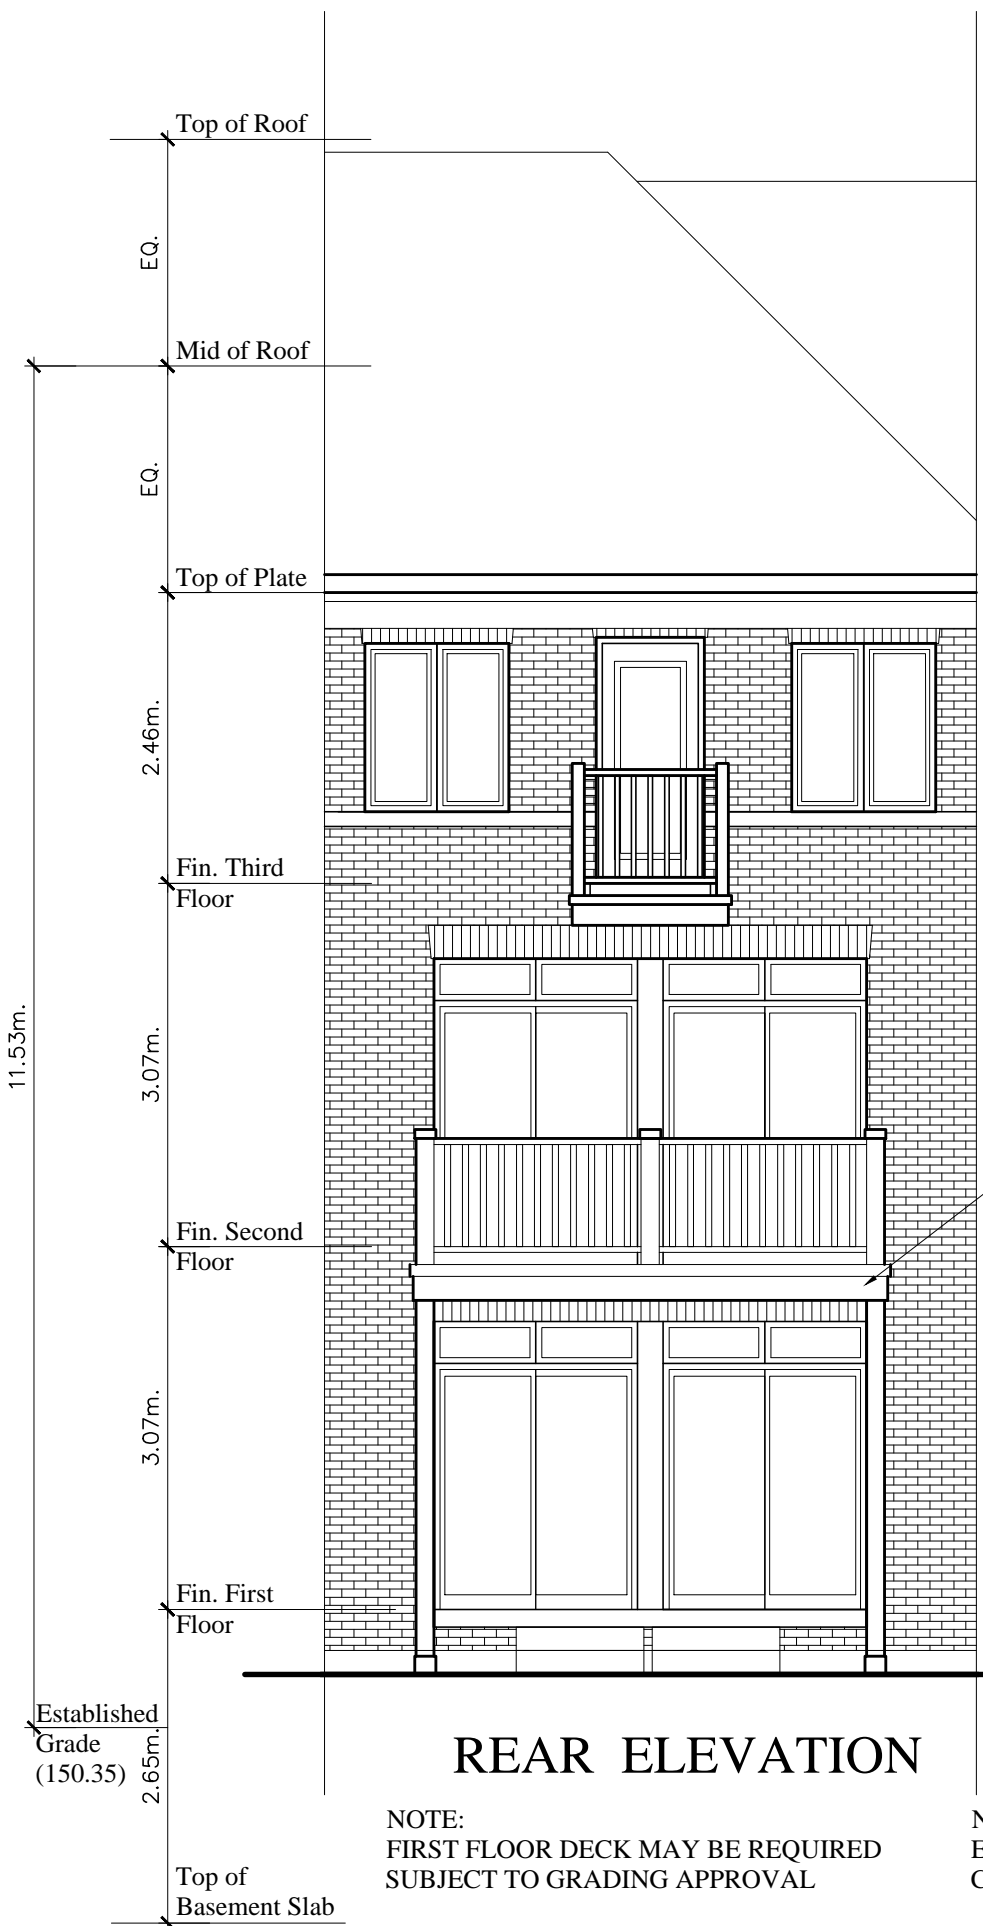 Top of Roof
EQ.
Mid of Roof
EQ.
Top of Plate
2.46m.
Fin. Third
Floor
11.53m.
3.07m.
Fin. Second
Floor
3.07m.
Fin. First
Floor
Established
Grade
(150.35)
2.65m.
REAR ELEVATION
NOTE:
FIRST FLOOR DECK MAY BE REQUIRED
SUBJECT TO GRADING APPROVAL
Top of
Basement Slab